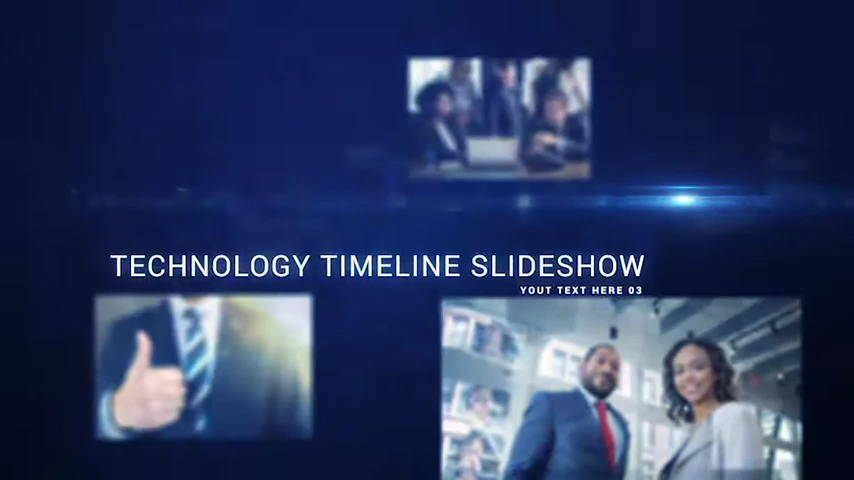 TECHNOLOGY TIMELINE SLIDESHOW
YOUT TEXT HERE 03